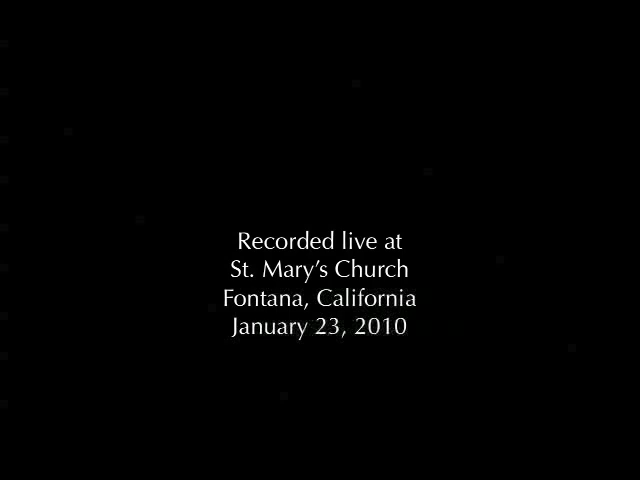 Recorded live at
St. Mary’s Church
Fontana, California
January 23, 2010